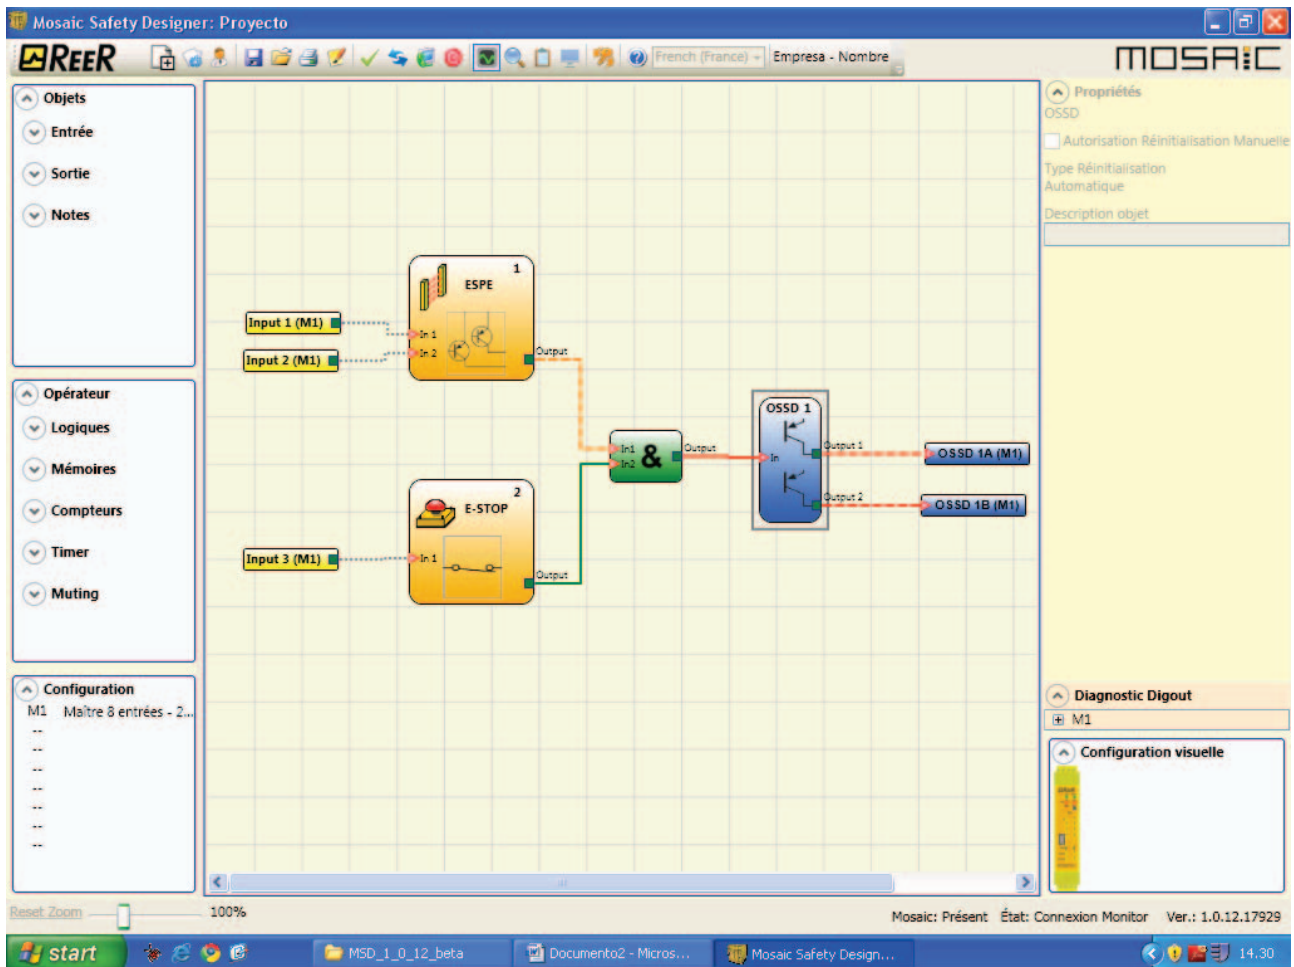 Mosaic Safety Designer: Proyecto
REER
French (France)
Empresa - Nombre
MOSAIC
Objets
Entrée
Sortie
Notes
Opérateur
Logiques
Mémoires
Compteurs
Timer
Muting
Configuration
M1 Maître 8 entrées - 2...
--
--
--
--
--
--
--
Input 1 (M1)
Input 2 (M1)
1
ESPE
In 1
In 2
Output
Input 3 (M1)
2
E-STOP
In 1
Output
In1
In2
&
Output
OSSD 1
In
Output 1
Output 2
OSSD 1A (M1)
OSSD 1B (M1)
Propriétés
OSSD
Autorisation Réinitialisation Manuelle
Type Réinitialisation
Automatique
Description objet
Diagnostic Digout
M1
Configuration visuelle
Reset Zoom
100%
Mosaic: Présent État: Connexion Monitor Ver.: 1.0.12.17929
start
MSD_1_0_12_beta
Documento2 - Micros...
Mosaic Safety Design...
14.30